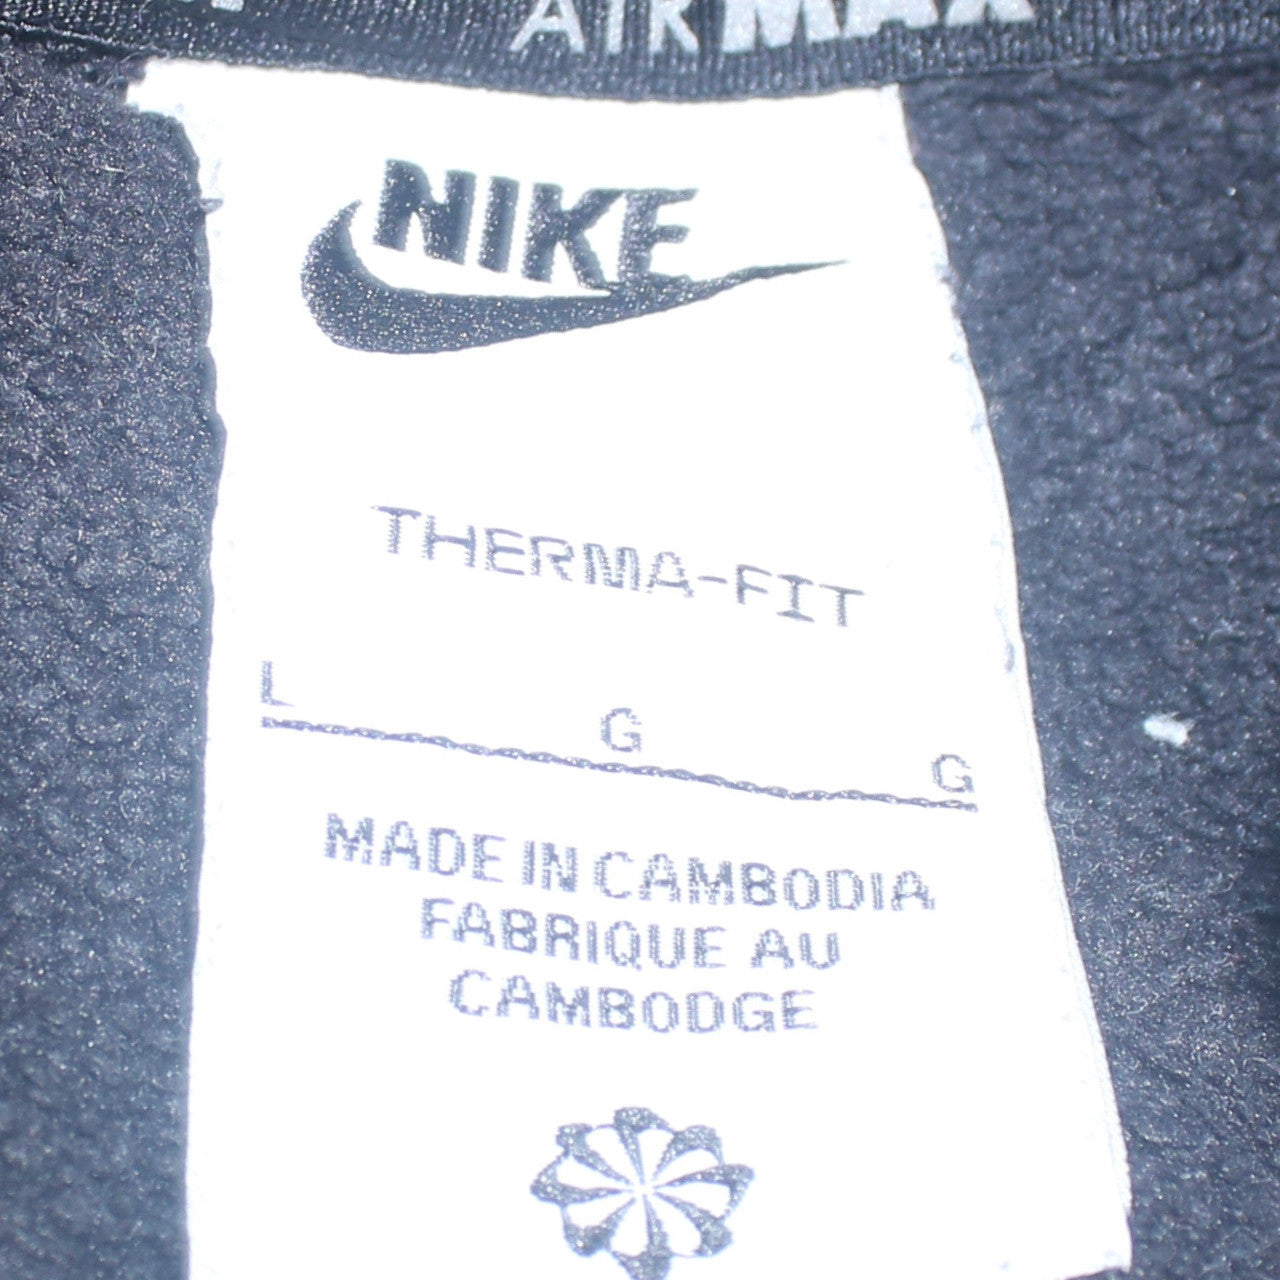 AIR MAX
NIKE
THERMA-FIT
L G G
MADE IN CAMBODIA
FABRIQUE AU
CAMBODGE